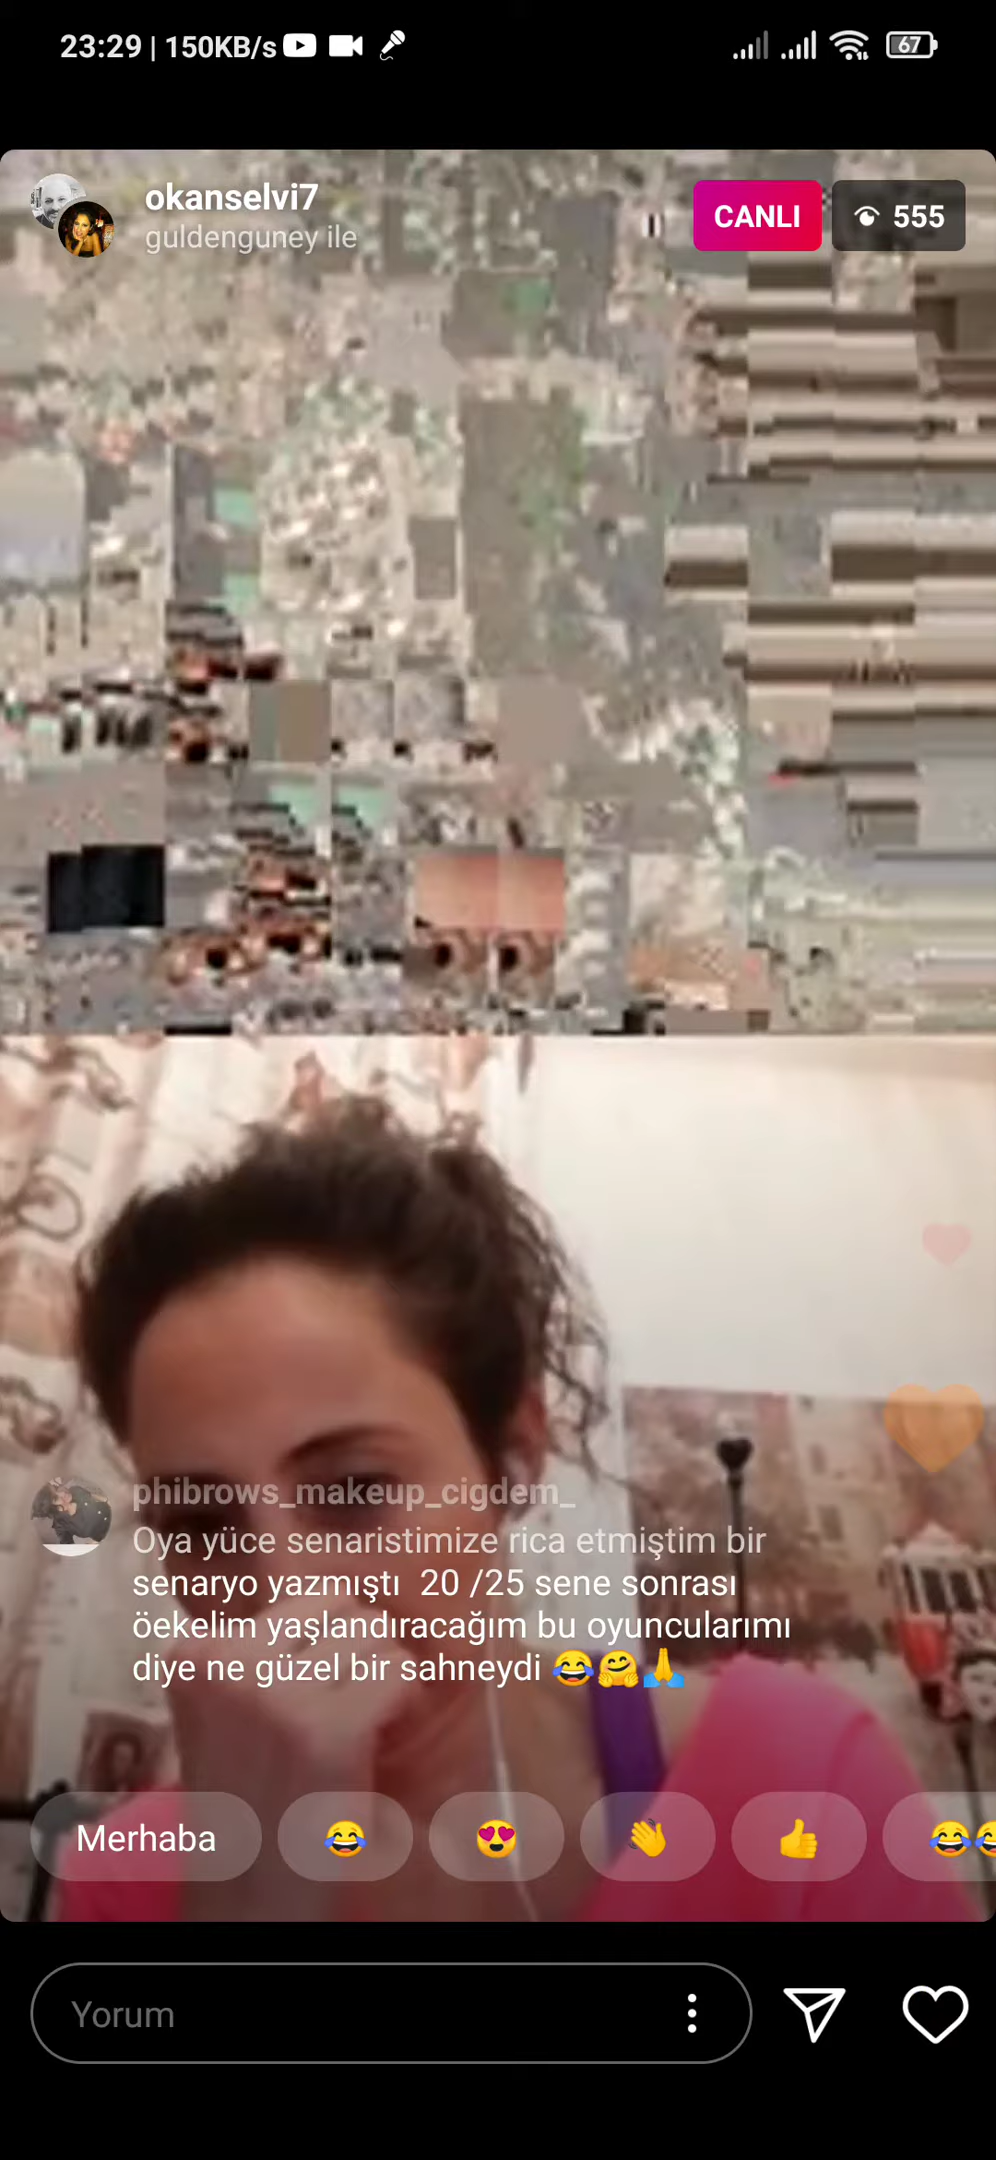 23:29 | 150KB/s
67
okanselvi7
guldenguney ile
CANLI
555
phibrows_makeup_cigdem_
Oya yüce senaristimize rica etmiştim bir
senaryo yazmıştı 20 /25 sene sonrası
öekelim yaşlandıracağım bu oyuncularımı
diye ne güzel bir sahneydi 😂🤗🙏
Merhaba 😂 😍 👋 👍 😂😂
Yorum